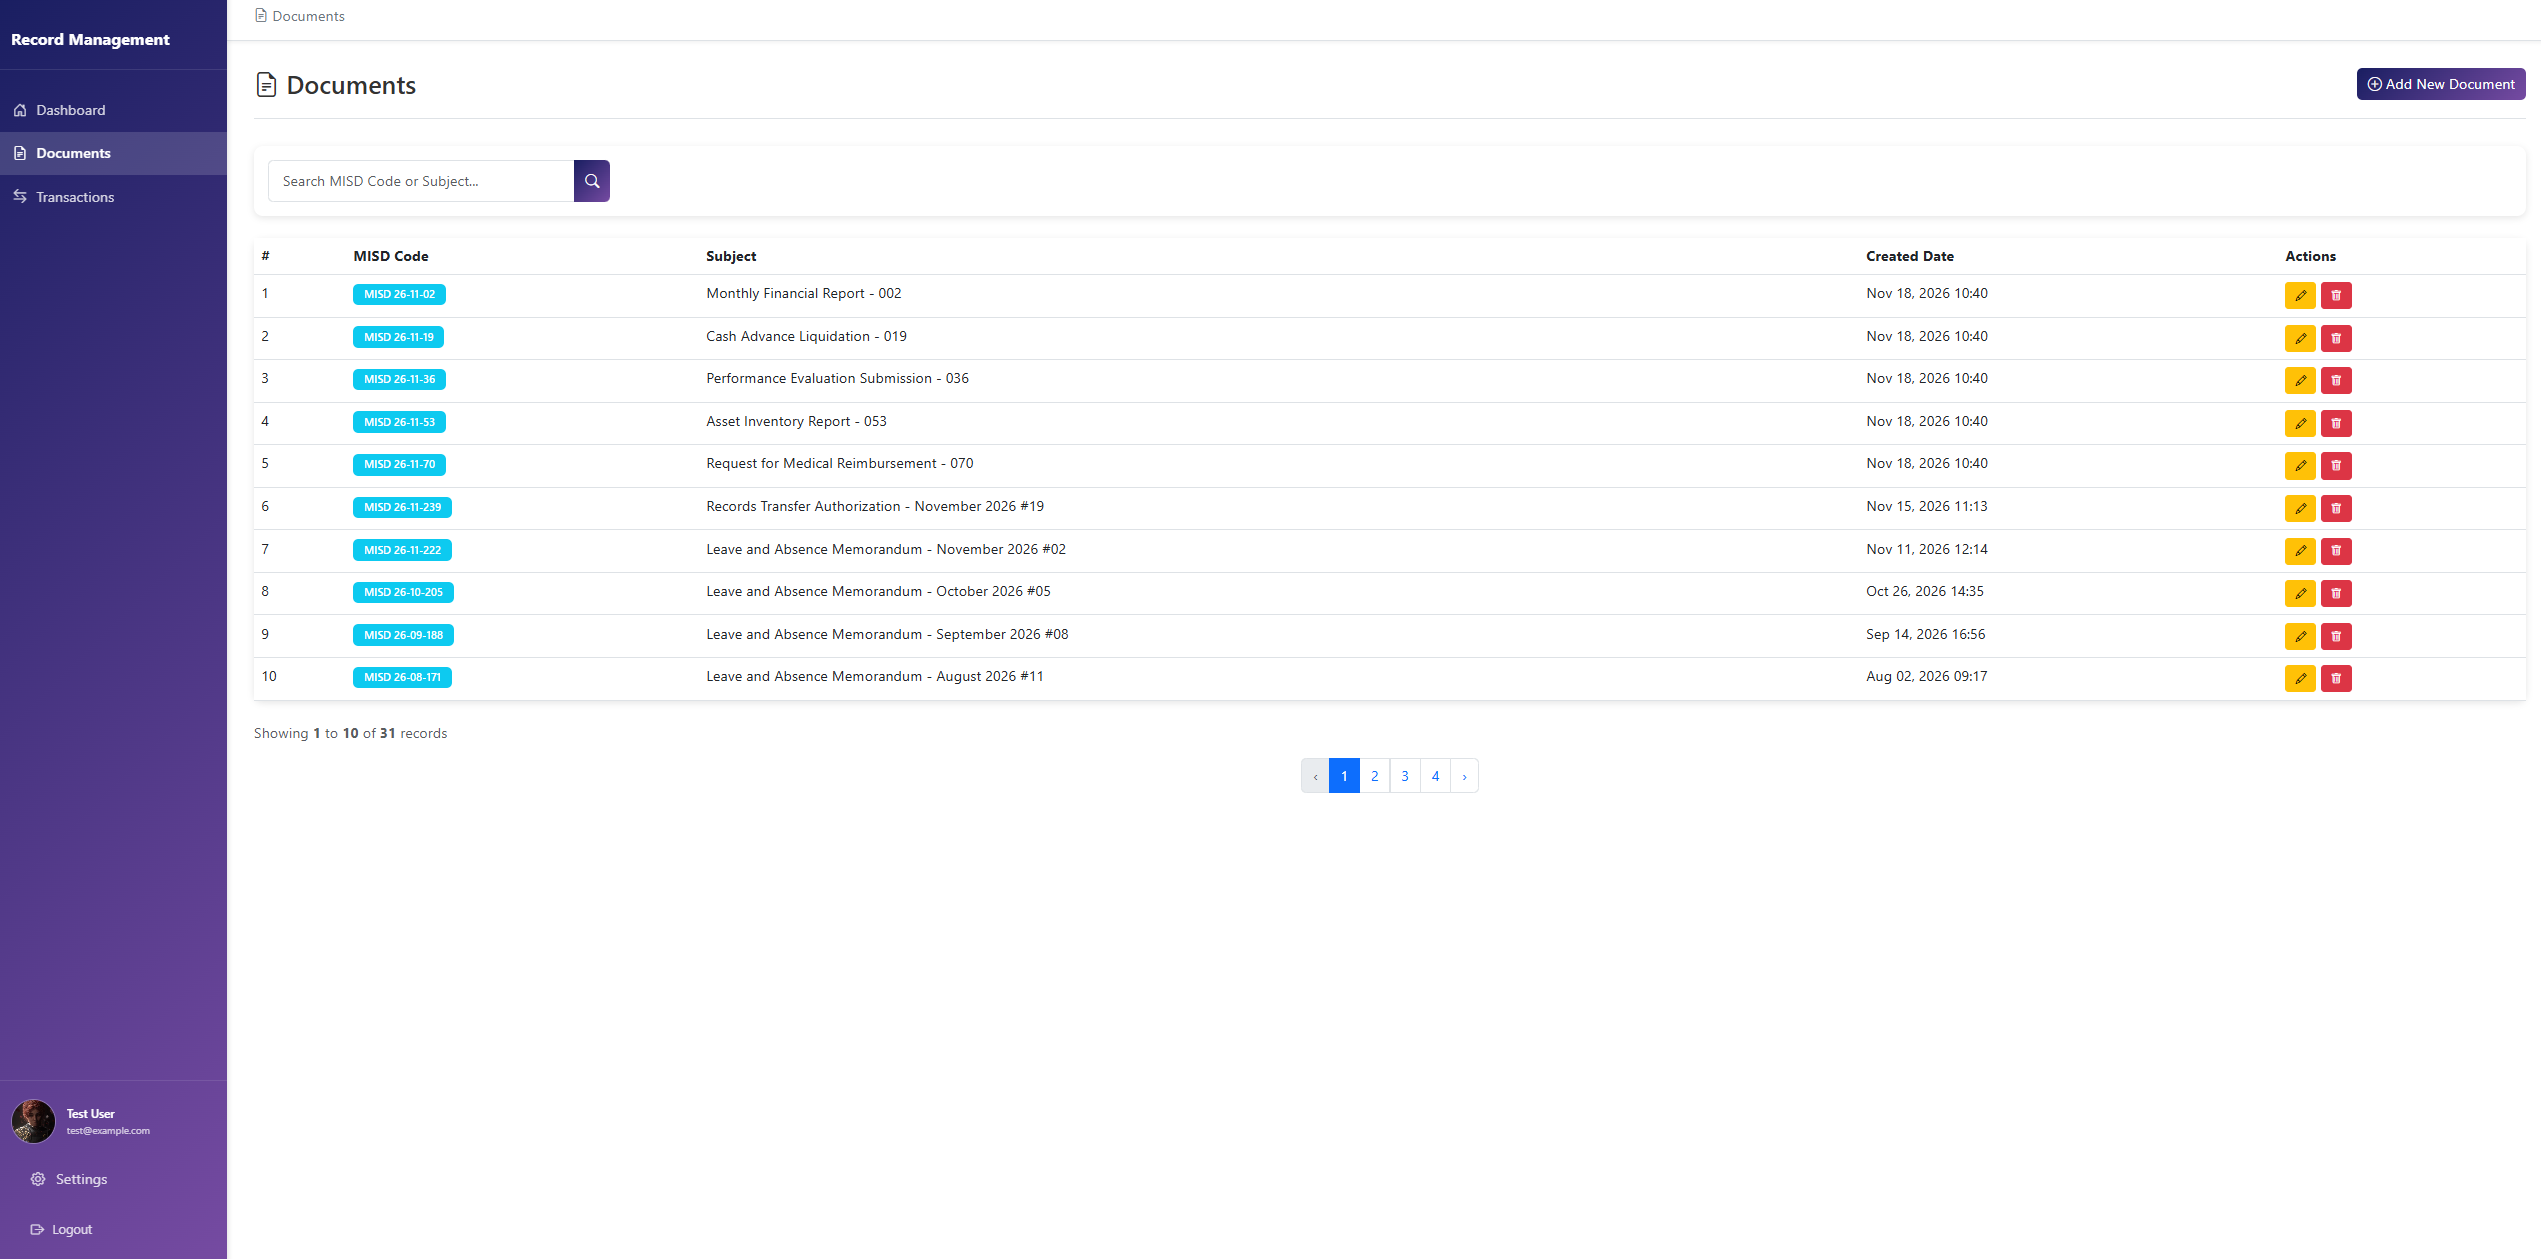 Record Management
Dashboard
Documents
Transactions
Test User
test@example.com
Settings
Logout
Documents
Documents
Add New Document
Search MISD Code or Subject...
# MISD Code Subject Created Date Actions
1 MISD 26-11-02 Monthly Financial Report - 002 Nov 18, 2026 10:40
2 MISD 26-11-19 Cash Advance Liquidation - 019 Nov 18, 2026 10:40
3 MISD 26-11-36 Performance Evaluation Submission - 036 Nov 18, 2026 10:40
4 MISD 26-11-53 Asset Inventory Report - 053 Nov 18, 2026 10:40
5 MISD 26-11-70 Request for Medical Reimbursement - 070 Nov 18, 2026 10:40
6 MISD 26-11-239 Records Transfer Authorization - November 2026 #19 Nov 15, 2026 11:13
7 MISD 26-11-222 Leave and Absence Memorandum - November 2026 #02 Nov 11, 2026 12:14
8 MISD 26-10-205 Leave and Absence Memorandum - October 2026 #05 Oct 26, 2026 14:35
9 MISD 26-09-188 Leave and Absence Memorandum - September 2026 #08 Sep 14, 2026 16:56
10 MISD 26-08-171 Leave and Absence Memorandum - August 2026 #11 Aug 02, 2026 09:17
Showing 1 to 10 of 31 records
‹ 1 2 3 4 ›